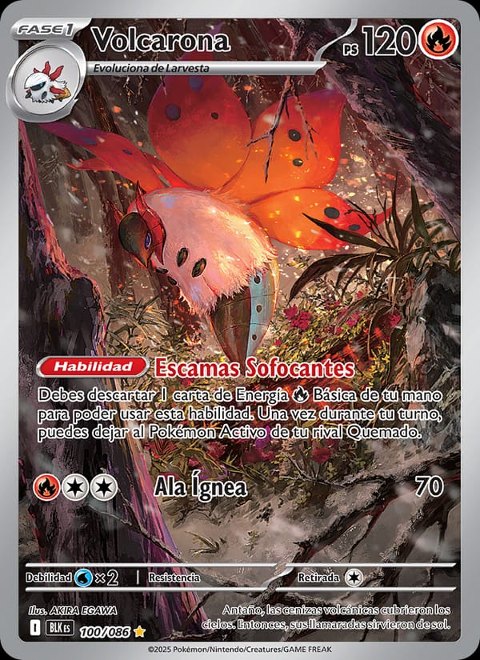 FASE 1
Volcarona
PS 120
Evoluciona de Larvesta
Habilidad Escamas Sofocantes
Debes descartar 1 carta de Energía Básica de tu mano
para poder usar esta habilidad. Una vez durante tu turno,
puedes dejar al Pokémon Activo de tu rival Quemado.
Ala Ígnea 70
Debilidad ×2 Resistencia Retirada
Ilus. AKIRA EGAWA
I BLK ES 100/086
Antaño, las cenizas volcánicas cubrieron los
cielos. Entonces, sus llamaradas sirvieron de sol.
©2025 Pokémon/Nintendo/Creatures/GAME FREAK